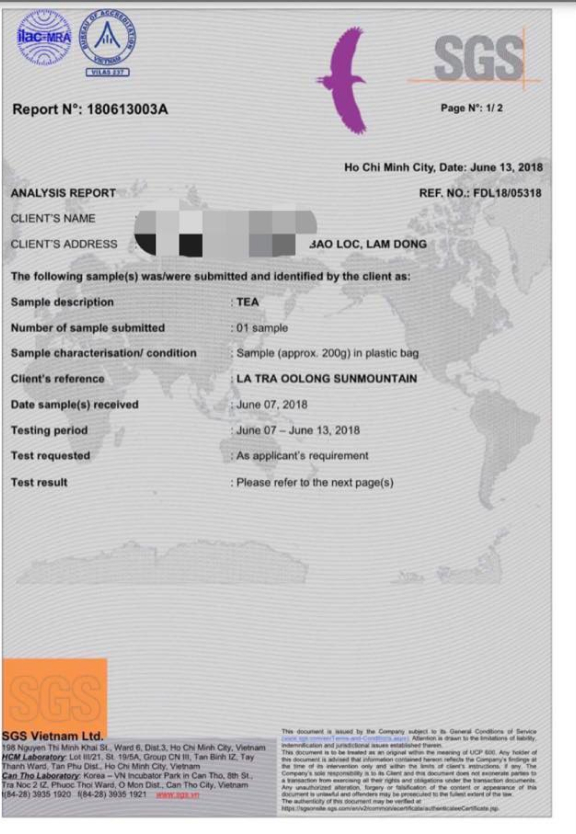 ilac-MRA
BUREAU OF ACCREDITATION
VIETNAM
VILAS 237
SGS
Report N°: 180613003A
Page N°: 1/ 2
Ho Chi Minh City, Date: June 13, 2018
ANALYSIS REPORT REF. NO.: FDL18/05318
CLIENT'S NAME
CLIENT'S ADDRESS BAO LOC, LAM DONG
The following sample(s) was/were submitted and identified by the client as:
Sample description : TEA
Number of sample submitted : 01 sample
Sample characterisation/ condition : Sample (approx. 200g) in plastic bag
Client's reference : LA TRA OOLONG SUNMOUNTAIN
Date sample(s) received : June 07, 2018
Testing period : June 07 – June 13, 2018
Test requested : As applicant's requirement
Test result : Please refer to the next page(s)
SGS
SGS Vietnam Ltd.
198 Nguyen Thi Minh Khai St., Ward 6, Dist.3, Ho Chi Minh City, Vietnam
HCM Laboratory: Lot III/21, St. 19/5A, Group CN III, Tan Binh IZ, Tay
Thanh Ward, Tan Phu Dist., Ho Chi Minh City, Vietnam
Can Tho Laboratory: Korea – VN Incubator Park in Can Tho, 8th St.,
Tra Noc 2 IZ, Phuoc Thoi Ward, O Mon Dist., Can Tho City, Vietnam
t(84-28) 3935 1920 f(84-28) 3935 1921 www.sgs.vn
This document is issued by the Company subject to its General Conditions of Service
Attention is drawn to the limitations of liability,
indemnification and jurisdictional issues established therein.
This document is to be treated as an original within the meaning of UCP 600. Any holder of
this document is advised that information contained hereon reflects the Company's findings at
the time of its intervention only and within the limits of client's instructions, if any. The
Company's sole responsibility is to its Client and this document does not exonerate parties to
a transaction from exercising all their rights and obligations under the transaction documents.
Any unauthorized alteration, forgery or falsification of the content or appearance of this
document is unlawful and offenders may be prosecuted to the fullest extent of the law.
The authenticity of this document may be verified at